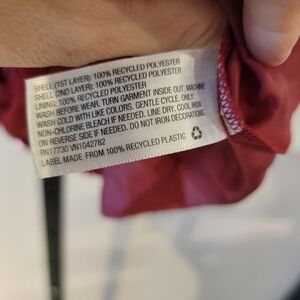 SHELL (1ST LAYER): 100% RECYCLED POLYESTER
SHELL (2ND LAYER): 100% RECYCLED POLYESTER
LINING: 100% RECYCLED POLYESTER
WASH BEFORE WEAR. TURN GARMENT INSIDE OUT. MACHINE
WASH COLD WITH LIKE COLORS. GENTLE CYCLE. ONLY
NON-CHLORINE BLEACH IF NEEDED. LINE DRY. COOL IRON
ON REVERSE SIDE IF NEEDED. DO NOT IRON DECORATION.
RN17730 VN1042782
LABEL MADE FROM 100% RECYCLED PLASTIC